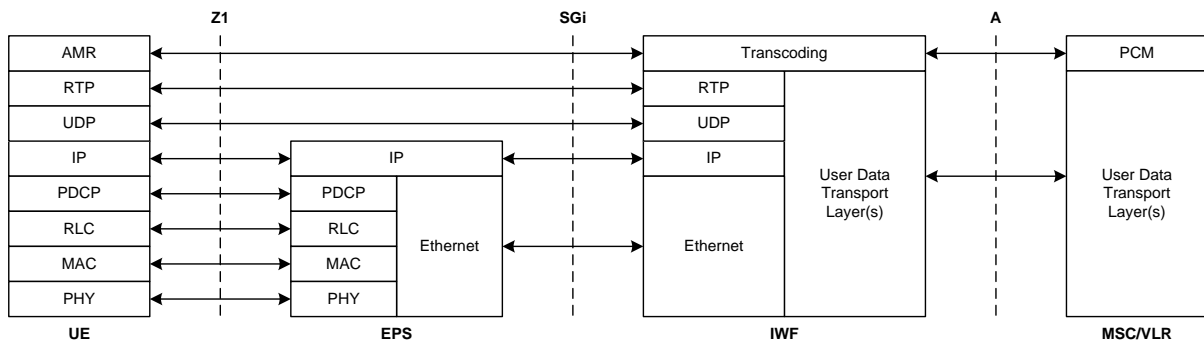 Z1
SGi
A
AMR
Transcoding
PCM
RTP
RTP
UDP
UDP
IP
IP
IP
PDCP
PDCP
User Data
Transport
Layer(s)
User Data
Transport
Layer(s)
RLC
RLC
Ethernet
Ethernet
MAC
MAC
PHY
PHY
UE
EPS
IWF
MSC/VLR